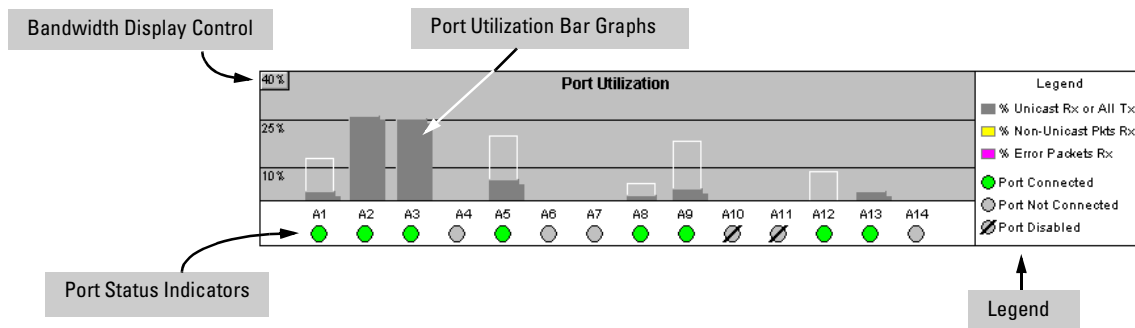 Bandwidth Display Control
Port Utilization Bar Graphs
40%
Port Utilization
25%
10%
A1 A2 A3 A4 A5 A6 A7 A8 A9 A10 A11 A12 A13 A14
Legend
% Unicast Rx or All Tx
% Non-Unicast Pkts Rx
% Error Packets Rx
Port Connected
Port Not Connected
Port Disabled
Port Status Indicators
Legend